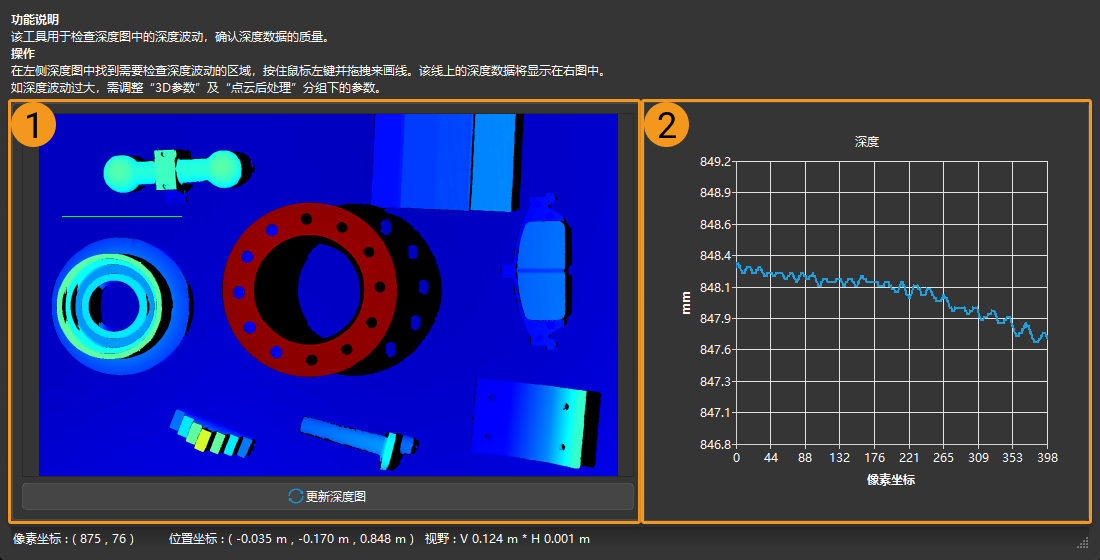 功能说明
该工具用于检查深度图中的深度波动，确认深度数据的质量。
操作
在左侧深度图中找到需要检查深度波动的区域，按住鼠标左键并拖拽来画线。该线上的深度数据将显示在右图中。
如深度波动过大，需调整“3D参数”及“点云后处理”分组下的参数。
1
2
深度
849.2
848.9
848.6
848.4
848.1
847.9
847.6
847.3
847.1
846.8
mm
0 44 88 132 176 221 265 309 353 398
像素坐标
更新深度图
像素坐标 : ( 875 , 76 ) 位置坐标 : ( -0.035 m , -0.170 m , 0.848 m ) 视野 : V 0.124 m * H 0.001 m